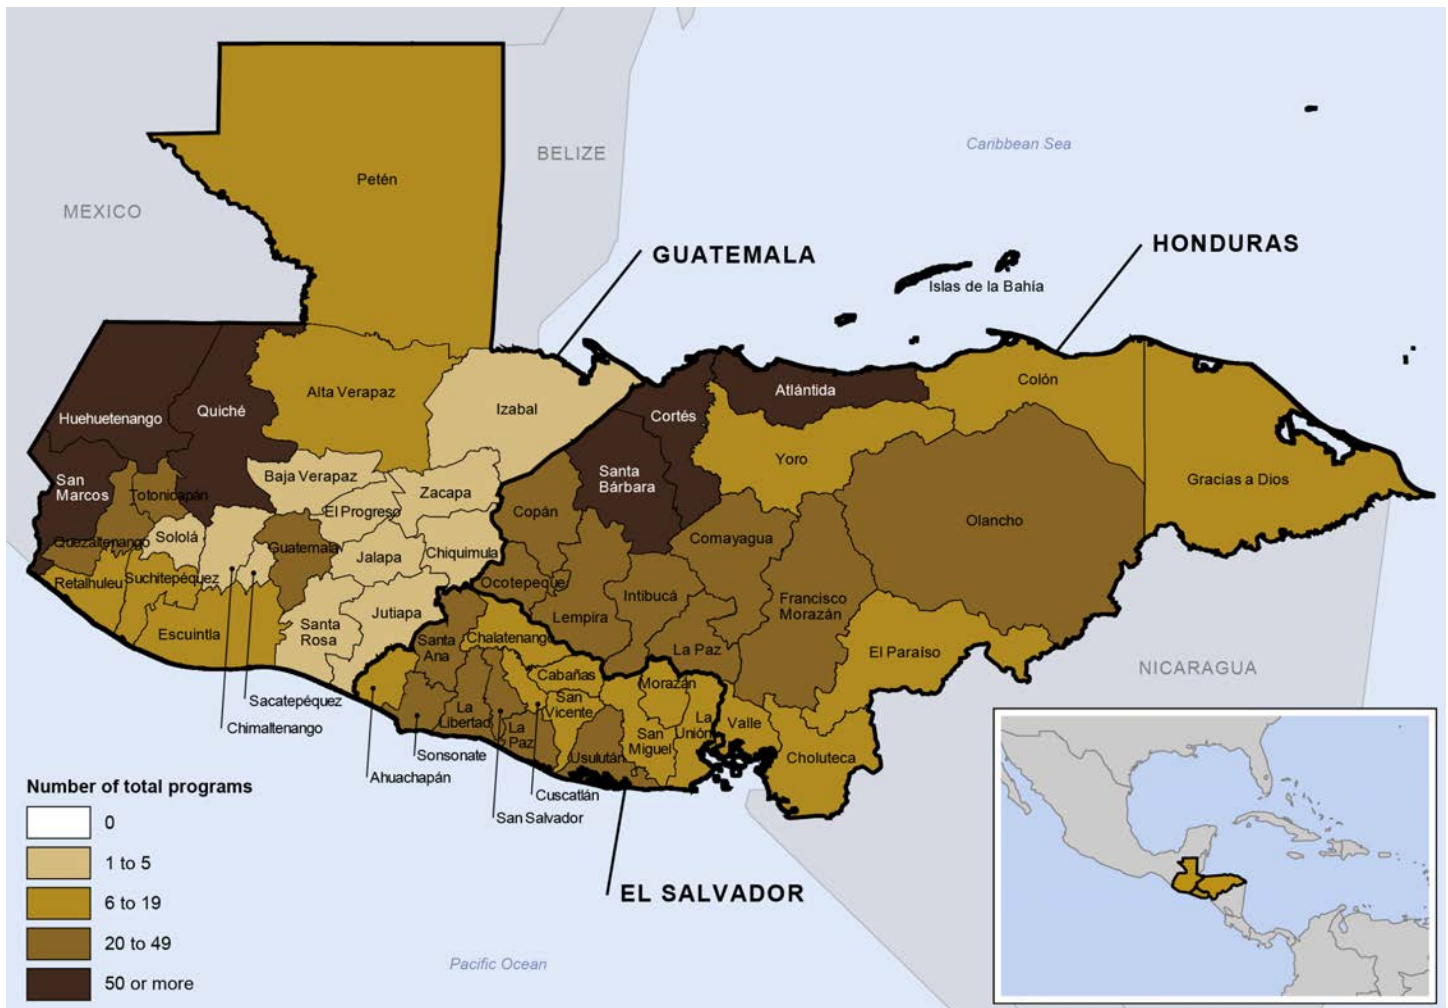 Caribbean Sea
BELIZE
Petén
MEXICO
GUATEMALA
HONDURAS
Islas de la Bahía
Alta Verapaz
Izabal
Atlántida
Colón
Huehuetenango
Quiché
Cortés
Yoro
Gracias a Dios
San
Marcos
Totonicapán
Baja Verapaz
Zacapa
Santa
Bárbara
El Progreso
Copán
Olancho
Quezaltenango
Sololá
Guatemala
Jalapa
Chiquimula
Comayagua
Retalhuleu
Suchitepéquez
Ocotepeque
Intibucá
Francisco
Morazán
Escuintla
Santa
Rosa
Jutiapa
Lempira
Santa
Ana
Chalatenango
La Paz
El Paraíso
NICARAGUA
Cabañas
Morazán
Sacatepéquez
Chimaltenango
La
Libertad
San
Vicente
La
Unión
Valle
La
Paz
San
Miguel
Usulután
Choluteca
Sonsonate
Ahuachapán
Cuscatlán
San Salvador
EL SALVADOR
Pacific Ocean
Number of total programs
0
1 to 5
6 to 19
20 to 49
50 or more